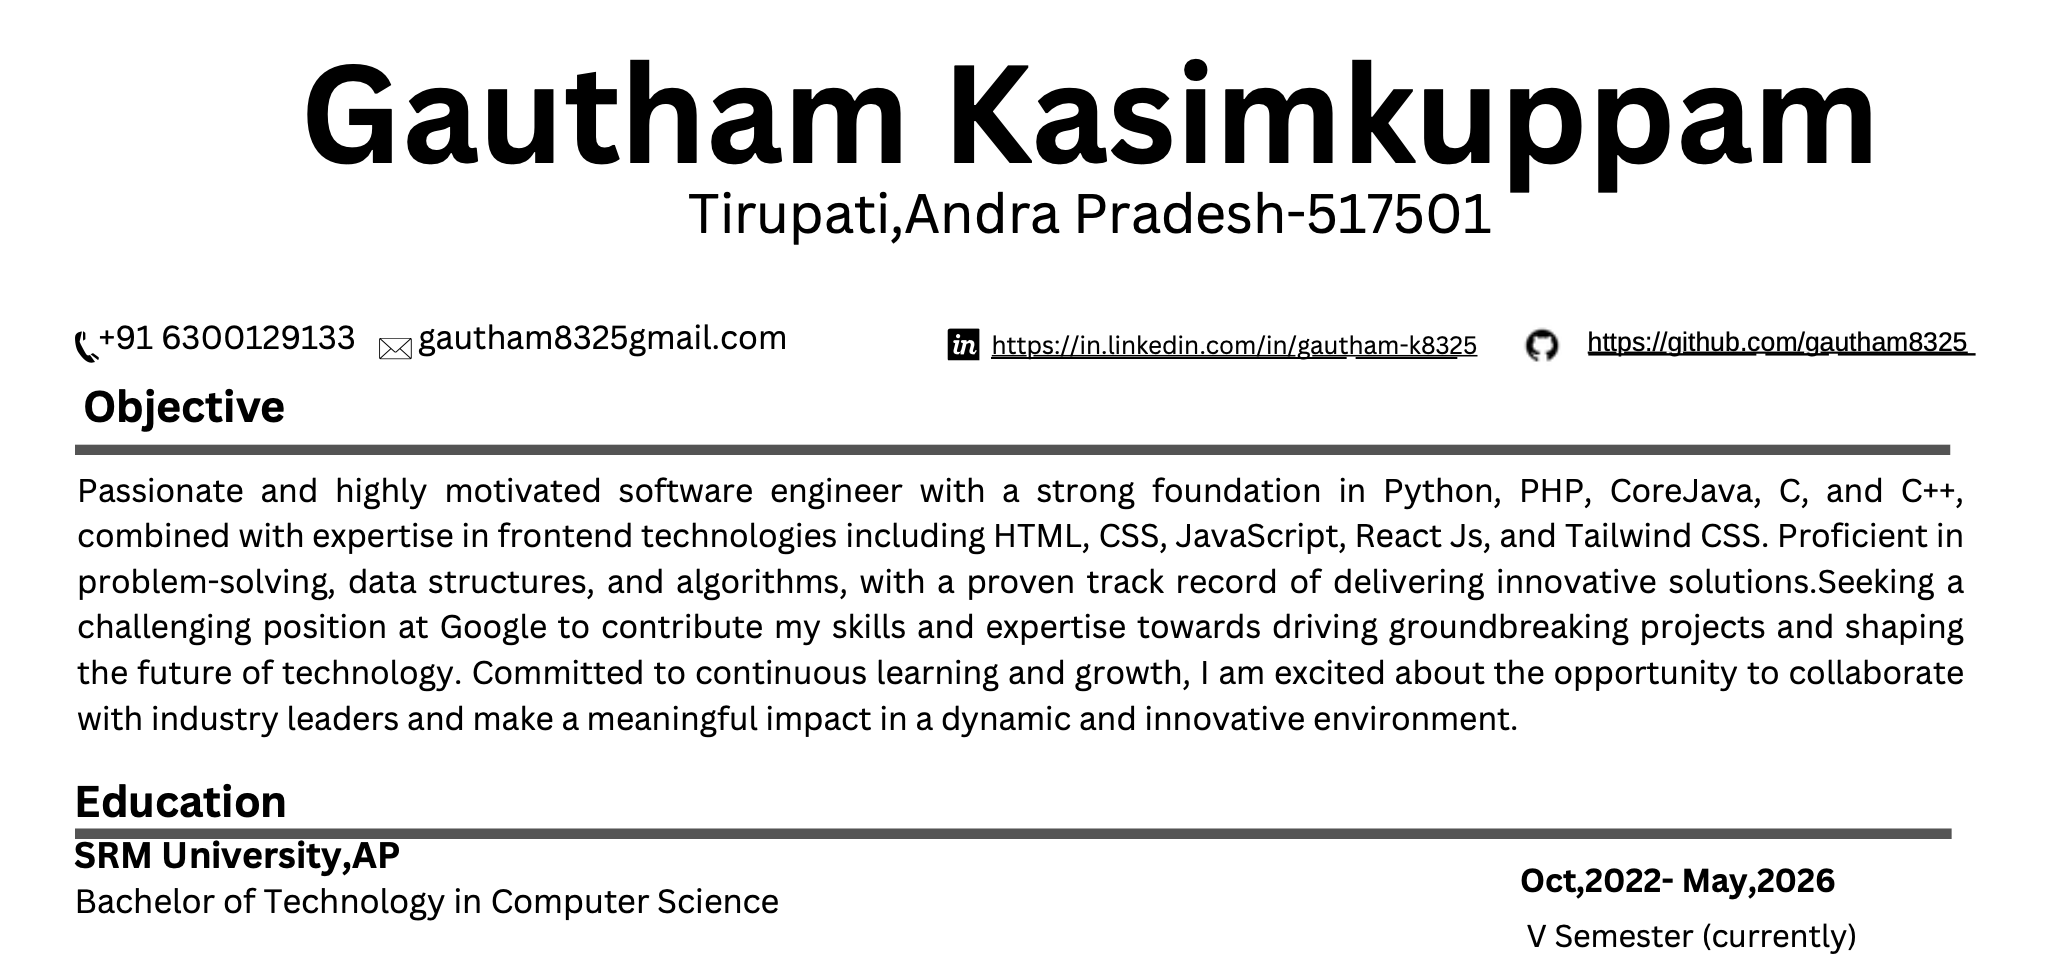 Gautham Kasimkuppam
Tirupati,Andra Pradesh-517501
+91 6300129133 gautham8325gmail.com in https://in.linkedin.com/in/gautham-k8325 https://github.com/gautham8325
Objective
Passionate and highly motivated software engineer with a strong foundation in Python, PHP, CoreJava, C, and C++,
combined with expertise in frontend technologies including HTML, CSS, JavaScript, React Js, and Tailwind CSS. Proficient in
problem-solving, data structures, and algorithms, with a proven track record of delivering innovative solutions.Seeking a
challenging position at Google to contribute my skills and expertise towards driving groundbreaking projects and shaping
the future of technology. Committed to continuous learning and growth, I am excited about the opportunity to collaborate
with industry leaders and make a meaningful impact in a dynamic and innovative environment.
Education
SRM University,AP
Oct,2022- May,2026
Bachelor of Technology in Computer Science
V Semester (currently)